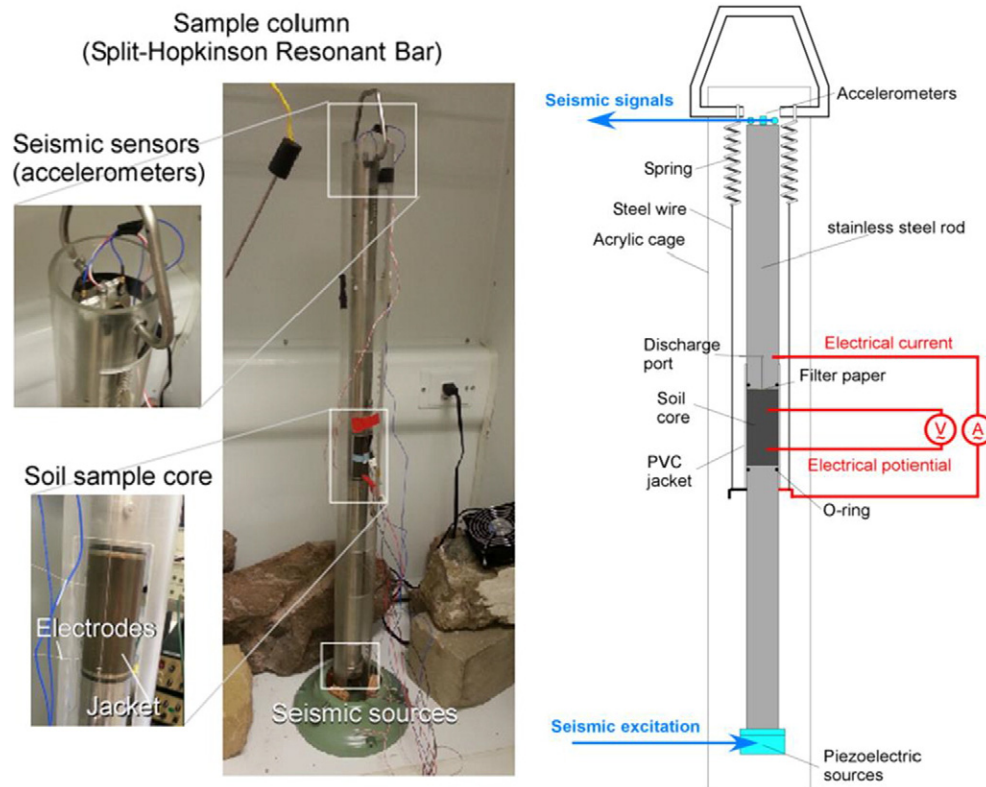 Sample column
(Split-Hopkinson Resonant Bar)
Seismic sensors
(accelerometers)
Soil sample core
Electrodes
Jacket
Seismic sources
Seismic signals
Accelerometers
Spring
Steel wire
Acrylic cage
stainless steel rod
Discharge
port
Electrical current
Filter paper
Soil
core
V
A
PVC
jacket
Electrical potiential
O-ring
Seismic excitation
Piezoelectric
sources